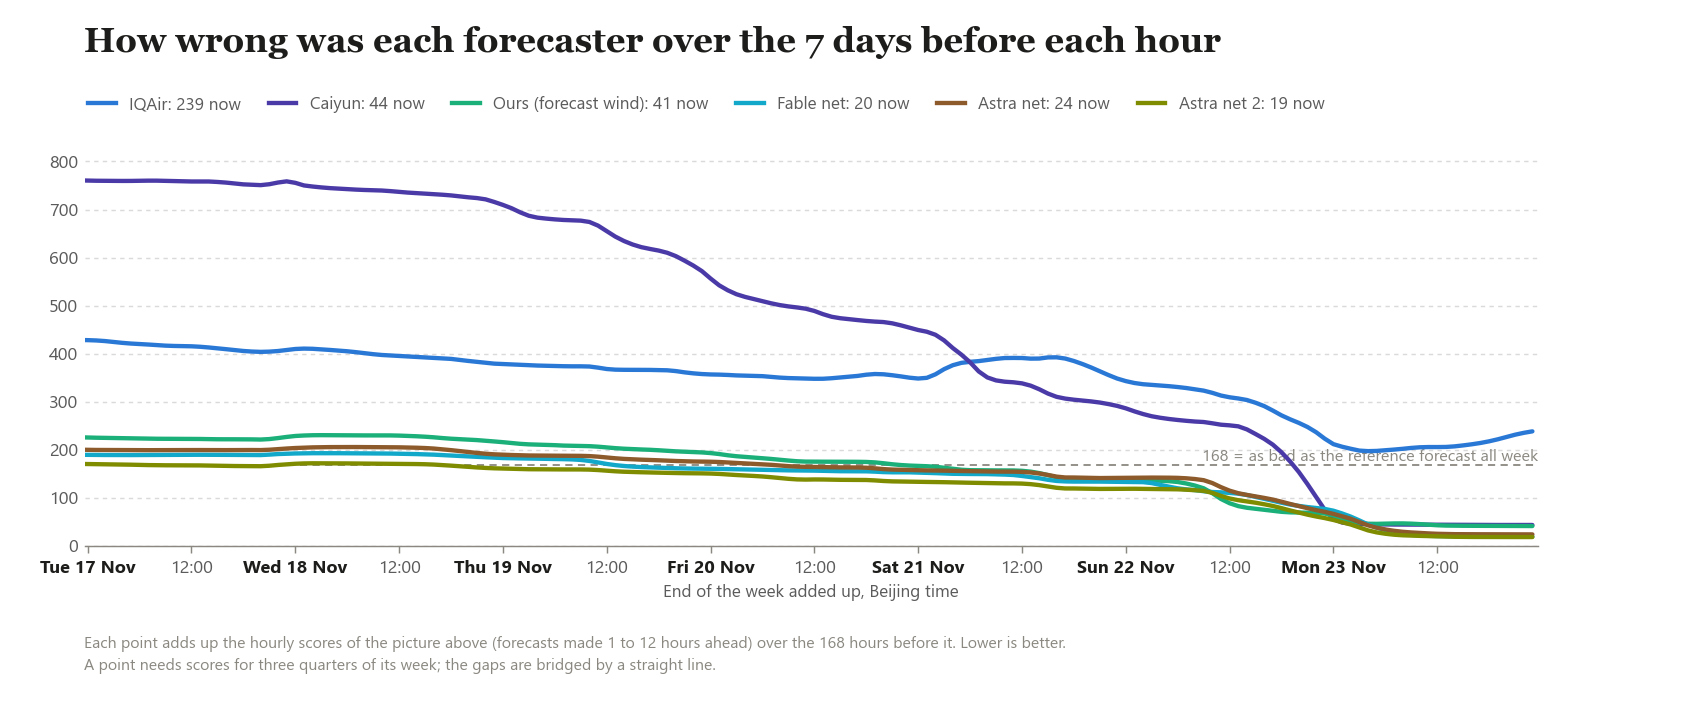 How wrong was each forecaster over the 7 days before each hour
IQAir: 239 now
Caiyun: 44 now
Ours (forecast wind): 41 now
Fable net: 20 now
Astra net: 24 now
Astra net 2: 19 now
800
700
600
500
400
300
200
168 = as bad as the reference forecast all week
100
0
Tue 17 Nov 12:00 Wed 18 Nov 12:00 Thu 19 Nov 12:00 Fri 20 Nov 12:00 Sat 21 Nov 12:00 Sun 22 Nov 12:00 Mon 23 Nov 12:00
End of the week added up, Beijing time
Each point adds up the hourly scores of the picture above (forecasts made 1 to 12 hours ahead) over the 168 hours before it. Lower is better.
A point needs scores for three quarters of its week; the gaps are bridged by a straight line.